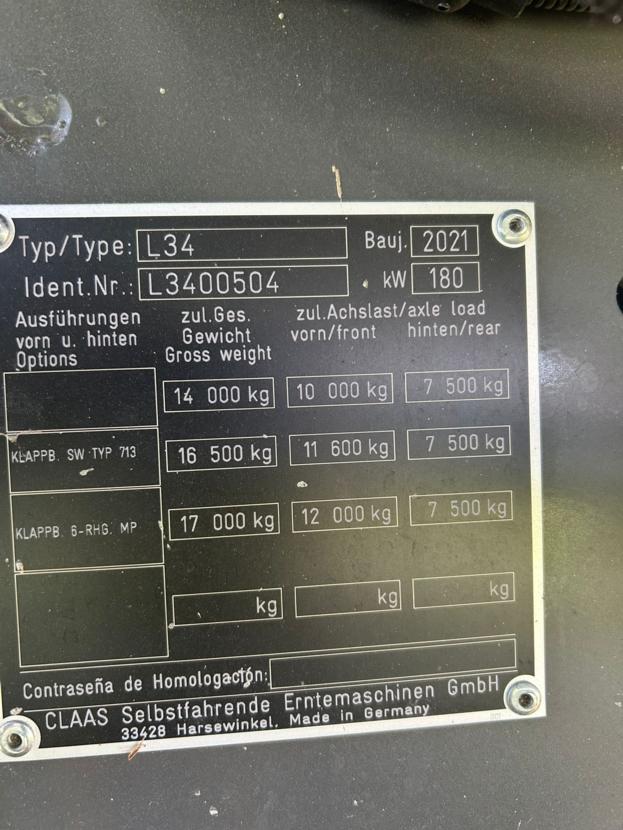 Typ/Type: L34 Bauj. 2021
Ident.Nr.: L3400504 kW 180
Ausführungen vorn u. hinten Options
zul.Ges. Gewicht Gross weight
zul.Achslast/axle load
vorn/front hinten/rear
14 000 kg 10 000 kg 7 500 kg
KLAPPB. SW TYP 713 16 500 kg 11 600 kg 7 500 kg
KLAPPB. 6-RHG. MP 17 000 kg 12 000 kg 7 500 kg
kg kg kg
Contraseña de Homologación:
CLAAS Selbstfahrende Erntemaschinen GmbH
33428 Harsewinkel. Made in Germany